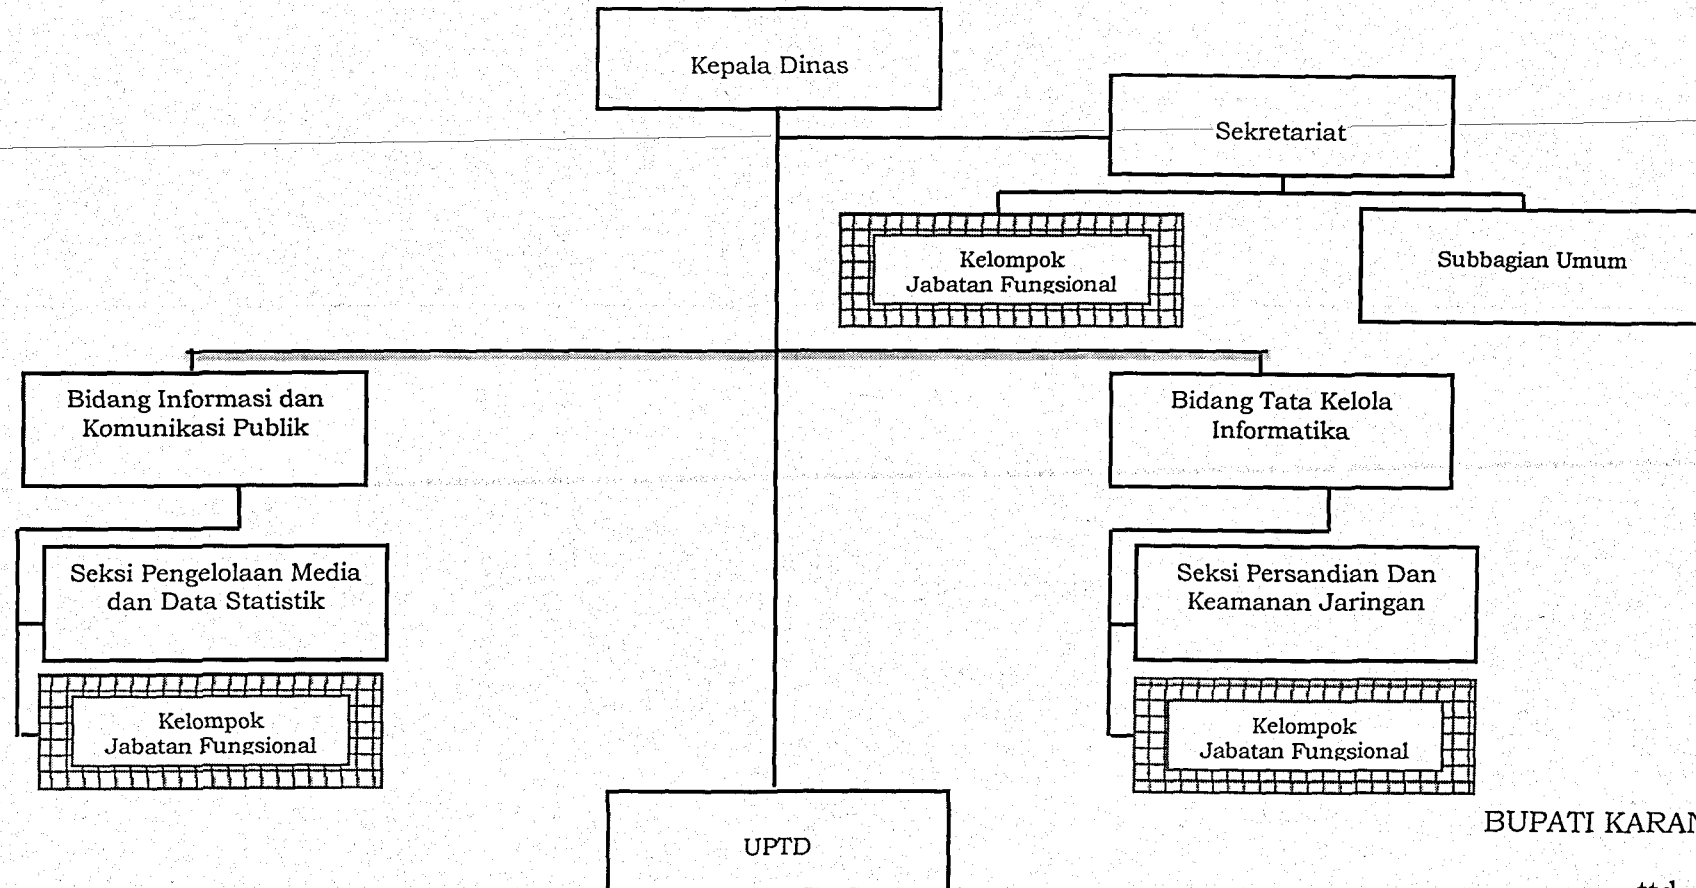 Kepala Dinas
Sekretariat
Kelompok
Jabatan Fungsional
Subbagian Umum
Bidang Informasi dan
Komunikasi Publik
Bidang Tata Kelola
Informatika
Seksi Pengelolaan Media
dan Data Statistik
Seksi Persandian Dan
Keamanan Jaringan
Kelompok
Jabatan Fungsional
Kelompok
Jabatan Fungsional
UPTD
BUPATI